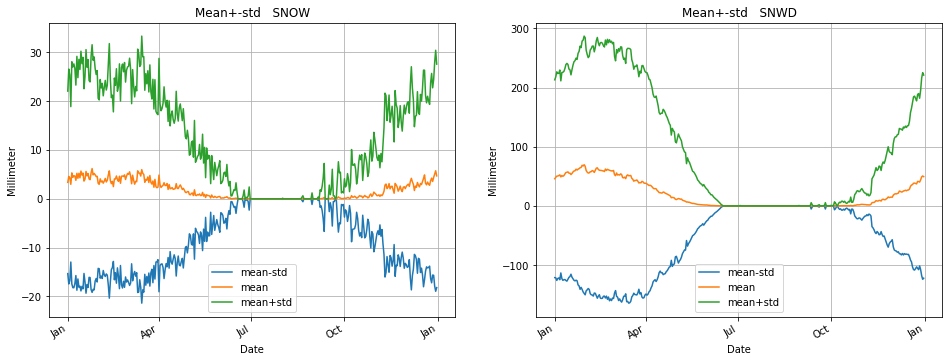 Mean+-std   SNOW
Millimeter
30
20
10
0
−10
−20
mean-std
mean
mean+std
Jan
Apr
Jul
Oct
Jan
Date
Mean+-std   SNWD
Millimeter
300
200
100
0
−100
mean-std
mean
mean+std
Jan
Apr
Jul
Oct
Jan
Date